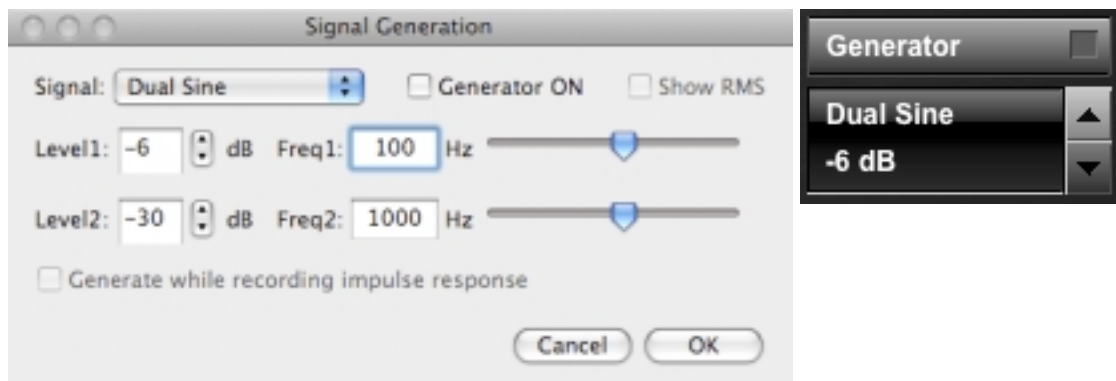 Signal Generation
Signal: Dual Sine Generator ON Show RMS
Level1: -6 dB Freq1: 100 Hz
Level2: -30 dB Freq2: 1000 Hz
Generate while recording impulse response
Cancel OK
Generator
Dual Sine
-6 dB